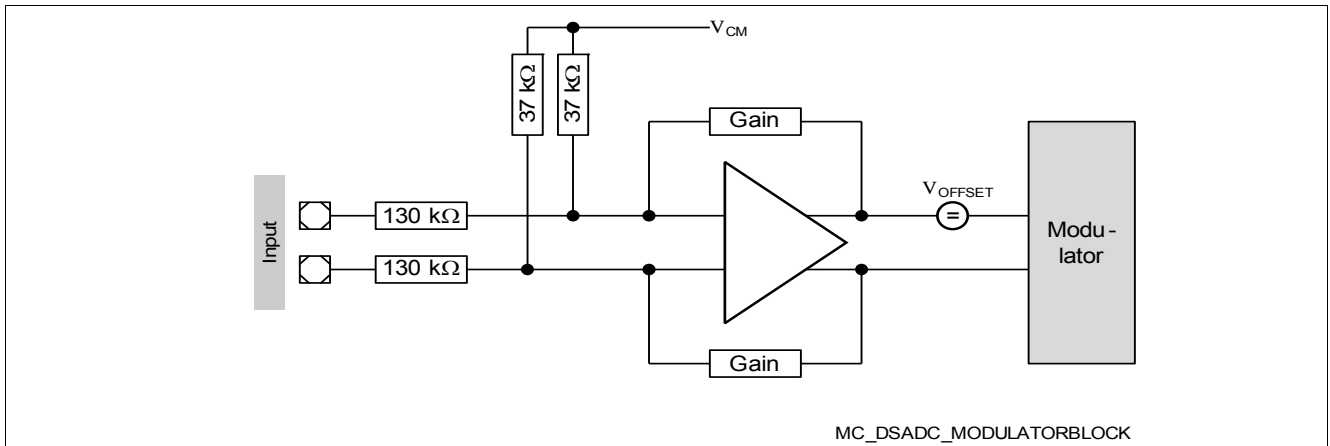 V_CM
37 kΩ
37 kΩ
Gain
V_OFFSET
=
130 kΩ
Input
Modu-
lator
130 kΩ
Gain
MC_DSADC_MODULATORBLOCK